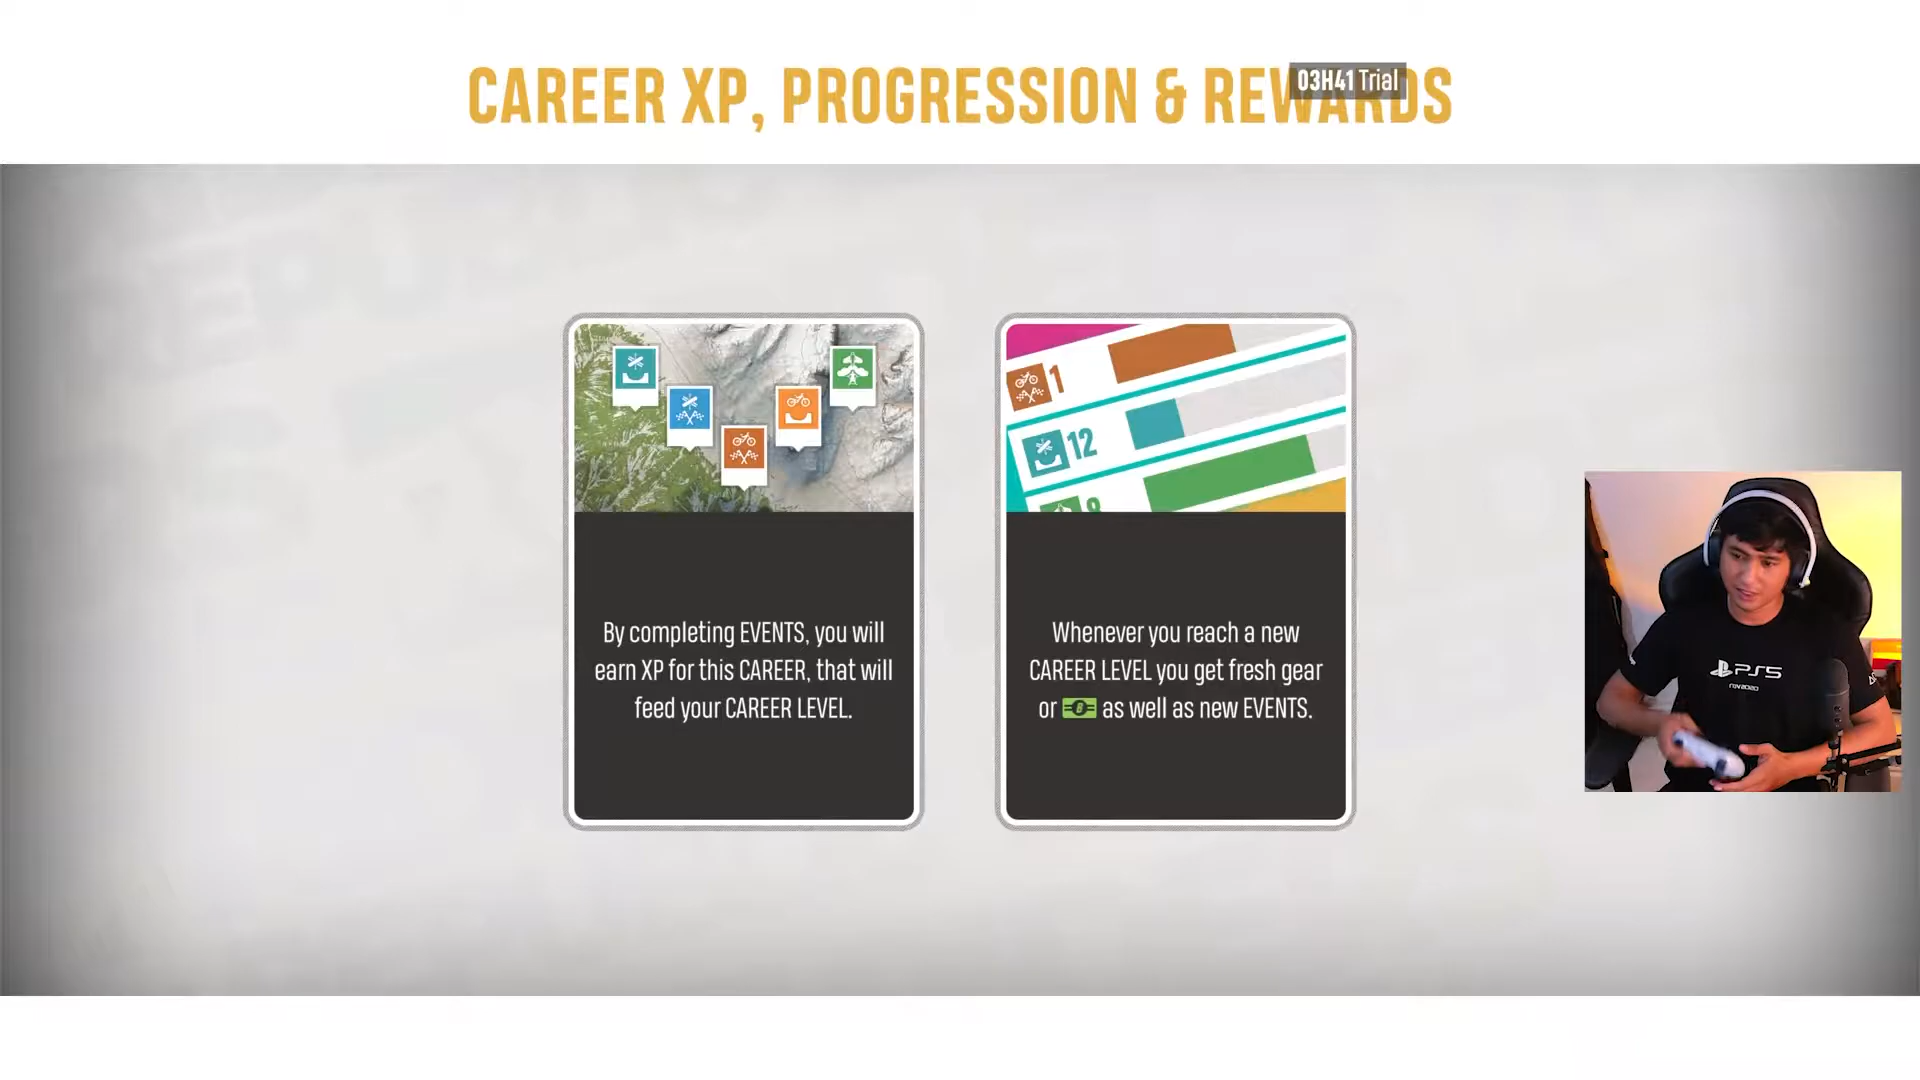 CAREER XP, PROGRESSION & REWARDS
03H41 Trial
1
12
8
By completing EVENTS, you will
earn XP for this CAREER, that will
feed your CAREER LEVEL.
Whenever you reach a new
CAREER LEVEL you get fresh gear
or as well as new EVENTS.
PS5